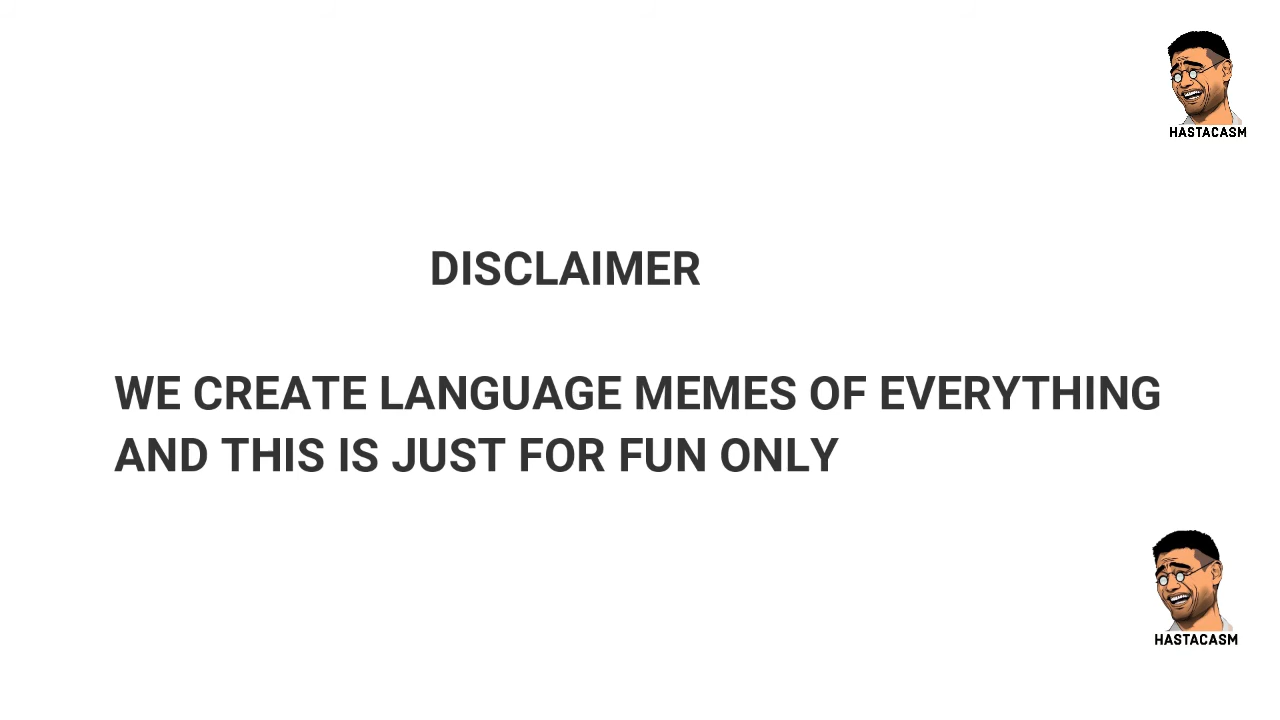 HASTACASM
DISCLAIMER
WE CREATE LANGUAGE MEMES OF EVERYTHING
AND THIS IS JUST FOR FUN ONLY
HASTACASM